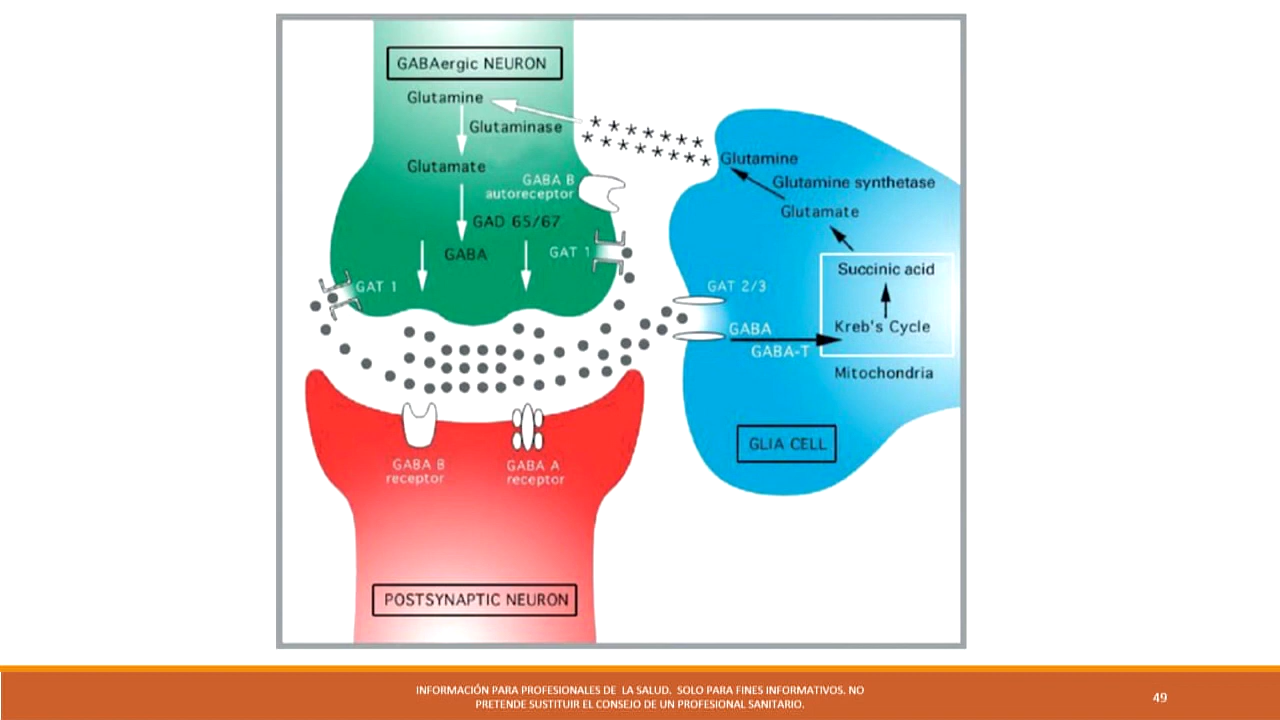 GABAergic NEURON
Glutamine
Glutaminase
Glutamate
GABA B
autoreceptor
GAD 65/67
GABA
GAT 1
GAT 1
Glutamine
Glutamine synthetase
Glutamate
Succinic acid
GAT 2/3
GABA
Kreb's Cycle
GABA-T
Mitochondria
GLIA CELL
GABA B
receptor
GABA A
receptor
POSTSYNAPTIC NEURON
INFORMACIÓN PARA PROFESIONALES DE LA SALUD. SOLO PARA FINES INFORMATIVOS. NO
PRETENDE SUSTITUIR EL CONSEJO DE UN PROFESIONAL SANITARIO.
49